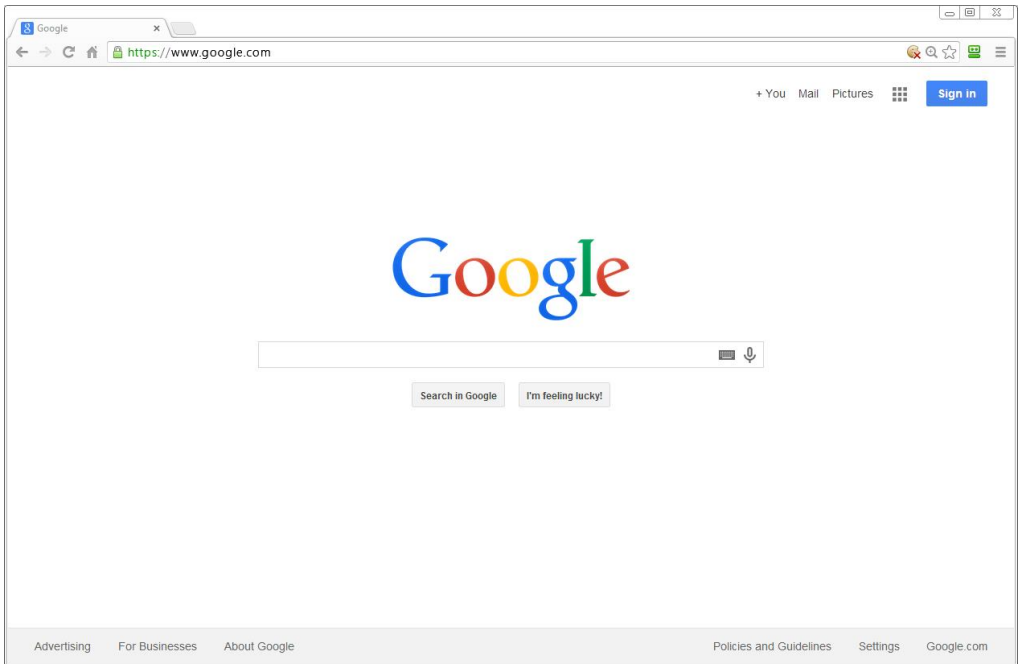 Google
https://www.google.com
+ You Mail Pictures Sign in
Google
Search in Google I'm feeling lucky!
Advertising For Businesses About Google Policies and Guidelines Settings Google.com